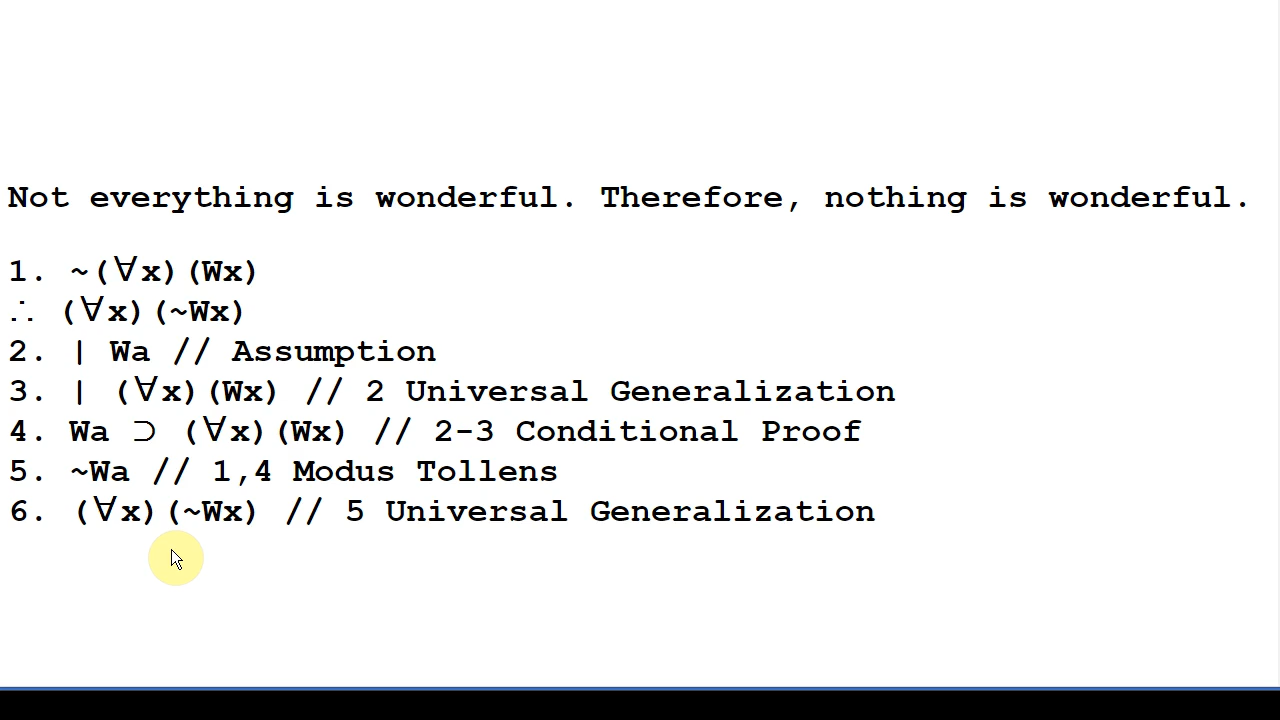 Not everything is wonderful. Therefore, nothing is wonderful.
1. ~(∀x)(Wx)
∴ (∀x)(~Wx)
2. | Wa // Assumption
3. | (∀x)(Wx) // 2 Universal Generalization
4. Wa ⊃ (∀x)(Wx) // 2-3 Conditional Proof
5. ~Wa // 1,4 Modus Tollens
6. (∀x)(~Wx) // 5 Universal Generalization